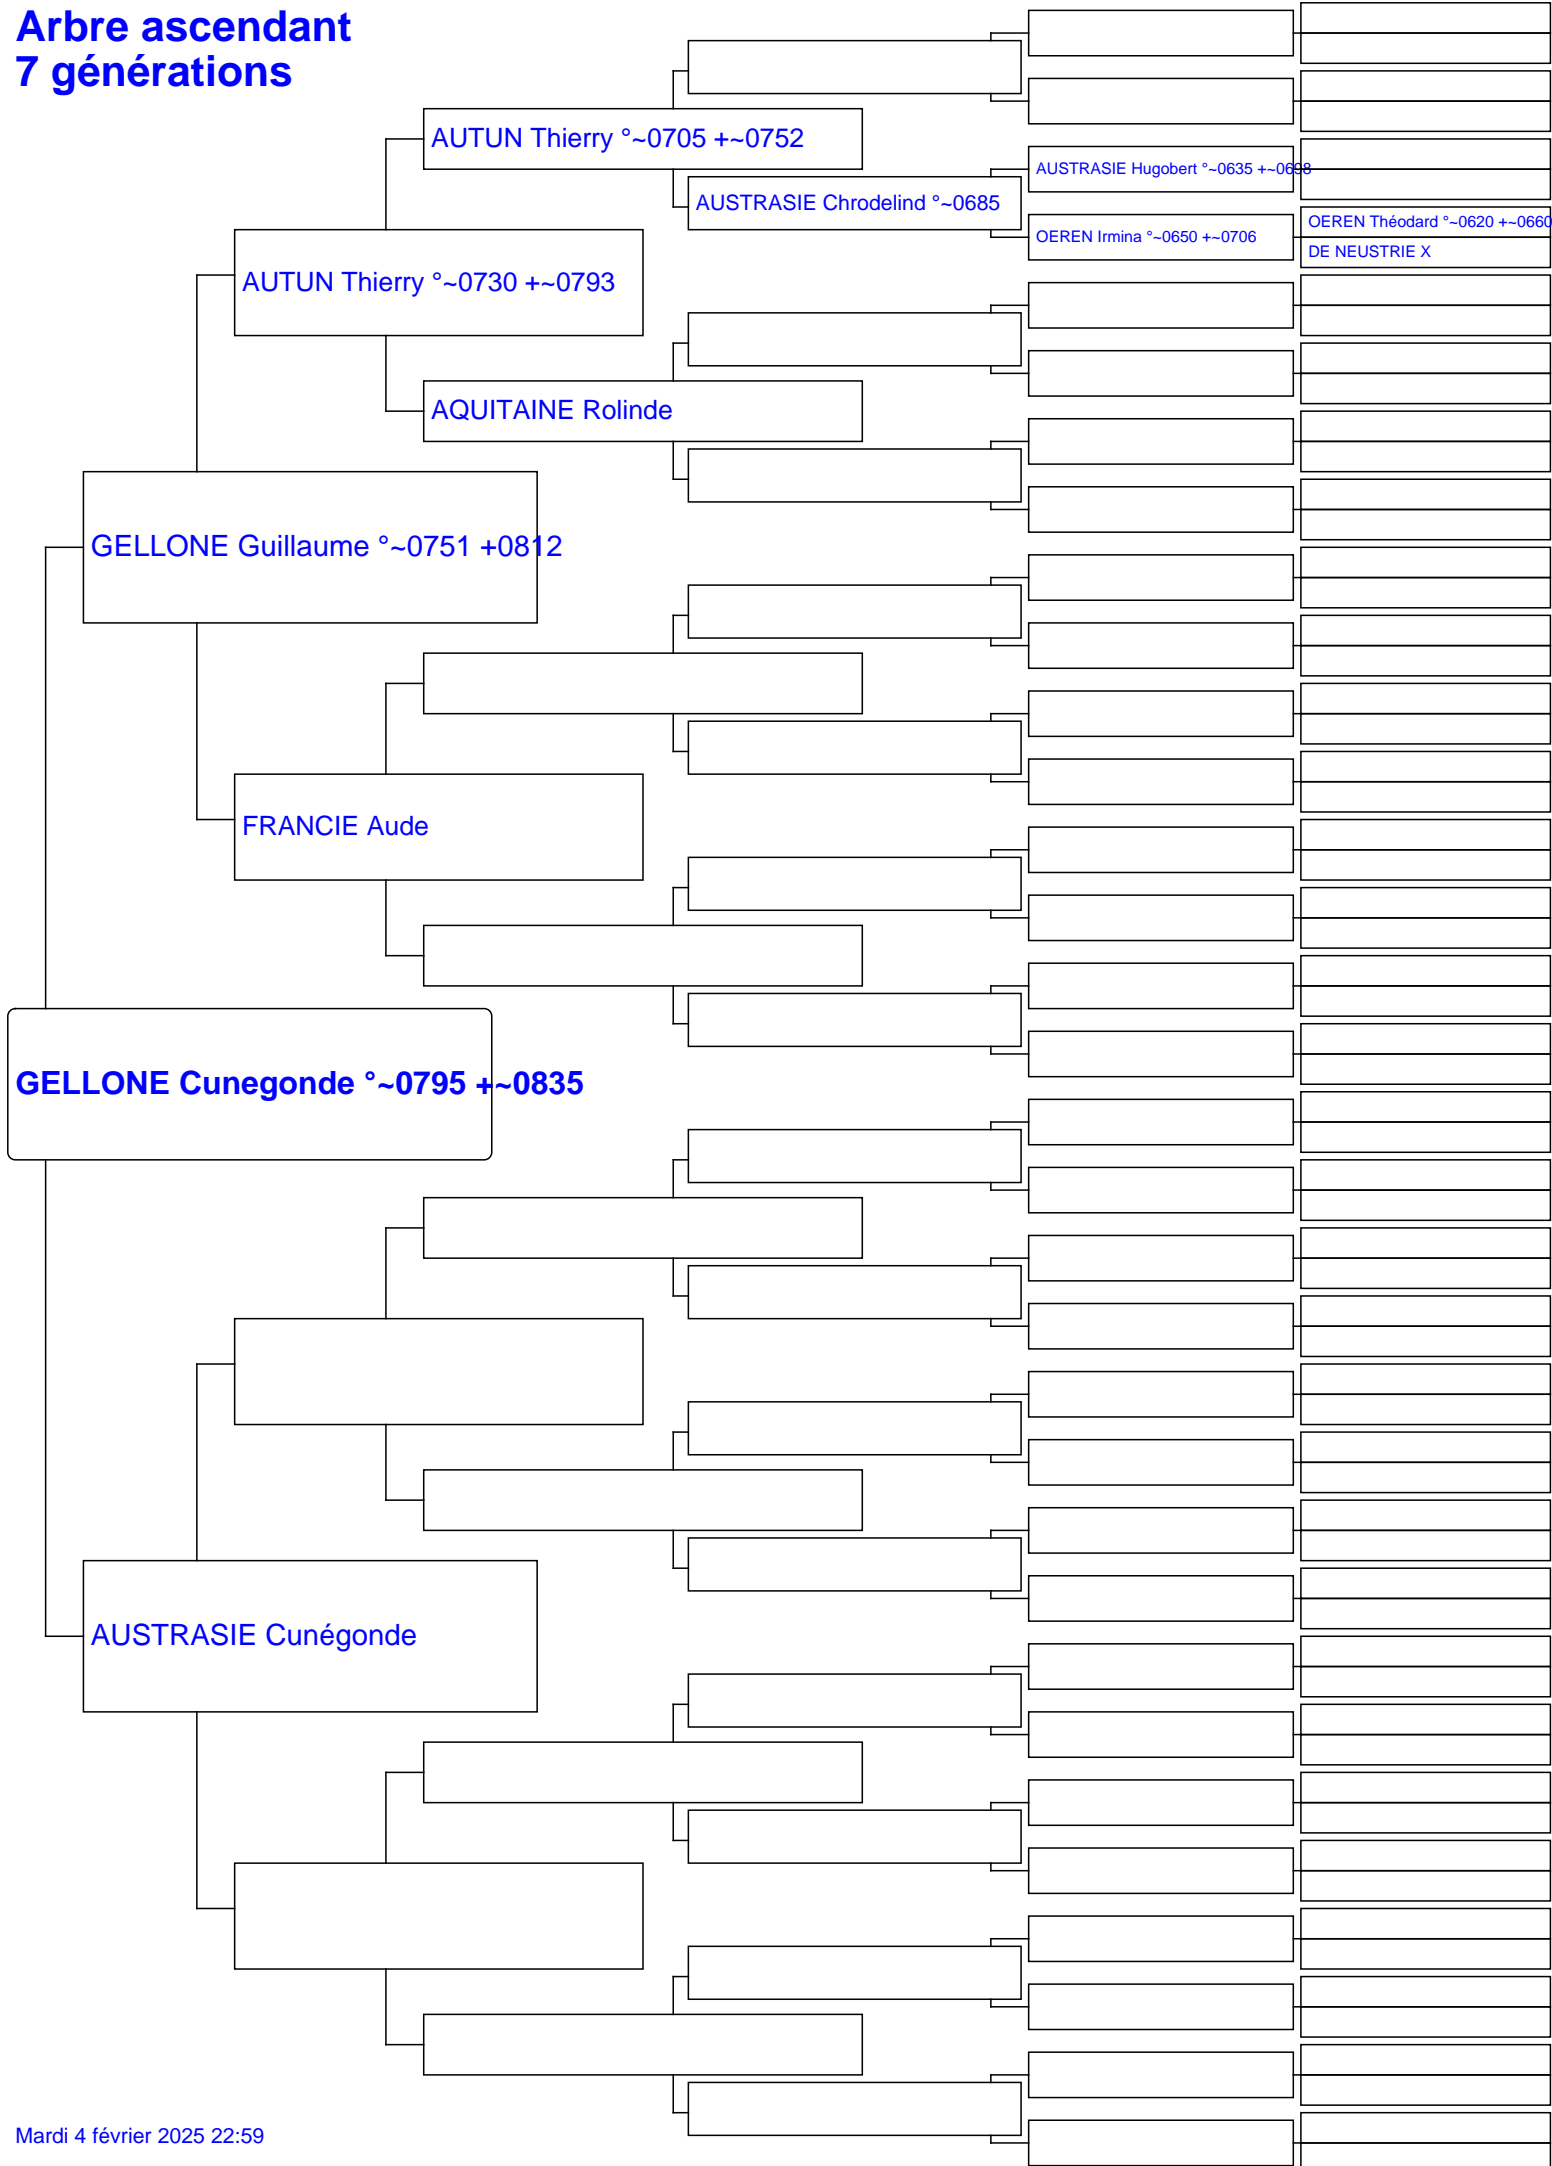 Arbre ascendant
7 générations
AUTUN Thierry °~0705 +~0752
AUSTRASIE Hugobert °~0635 +~0698
AUSTRASIE Chrodelind °~0685
OEREN Théodard °~0620 +~0660
OEREN Irmina °~0650 +~0706
DE NEUSTRIE X
AUTUN Thierry °~0730 +~0793
AQUITAINE Rolinde
GELLONE Guillaume °~0751 +0812
FRANCIE Aude
GELLONE Cunegonde °~0795 +~0835
AUSTRASIE Cunégonde
Mardi 4 février 2025 22:59